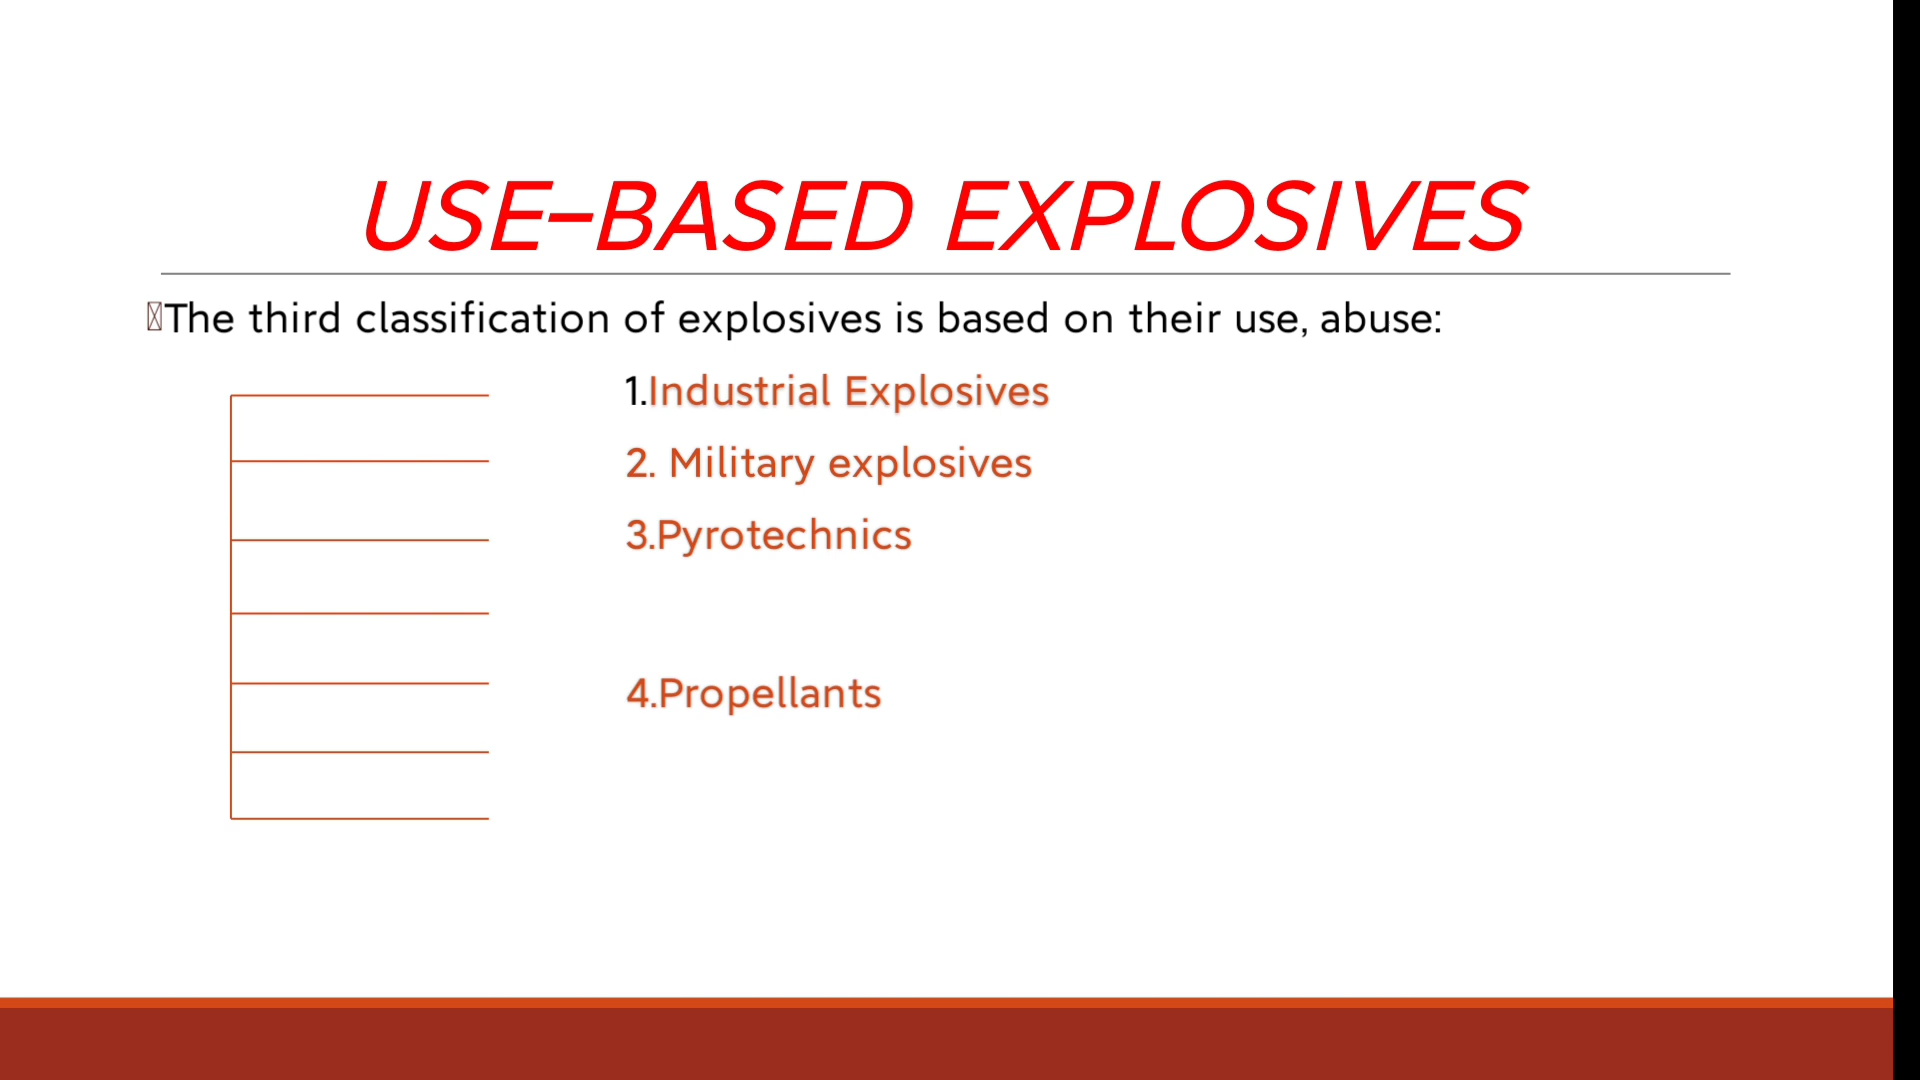 USE–BASED EXPLOSIVES
The third classification of explosives is based on their use, abuse:
1.Industrial Explosives
2. Military explosives
3.Pyrotechnics
4.Propellants